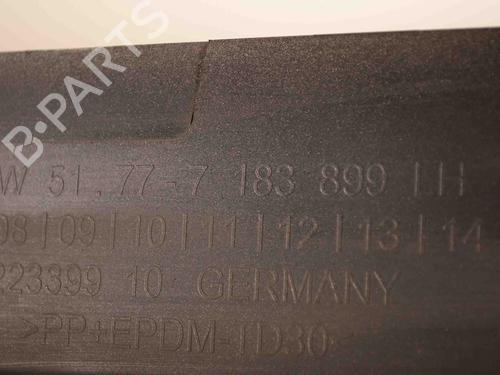 B-PARTS
W 51.77-7 183 899 LH
08|09|10|11|12|13|14
223399 10 GERMANY
>PP+EPDM-TD30<